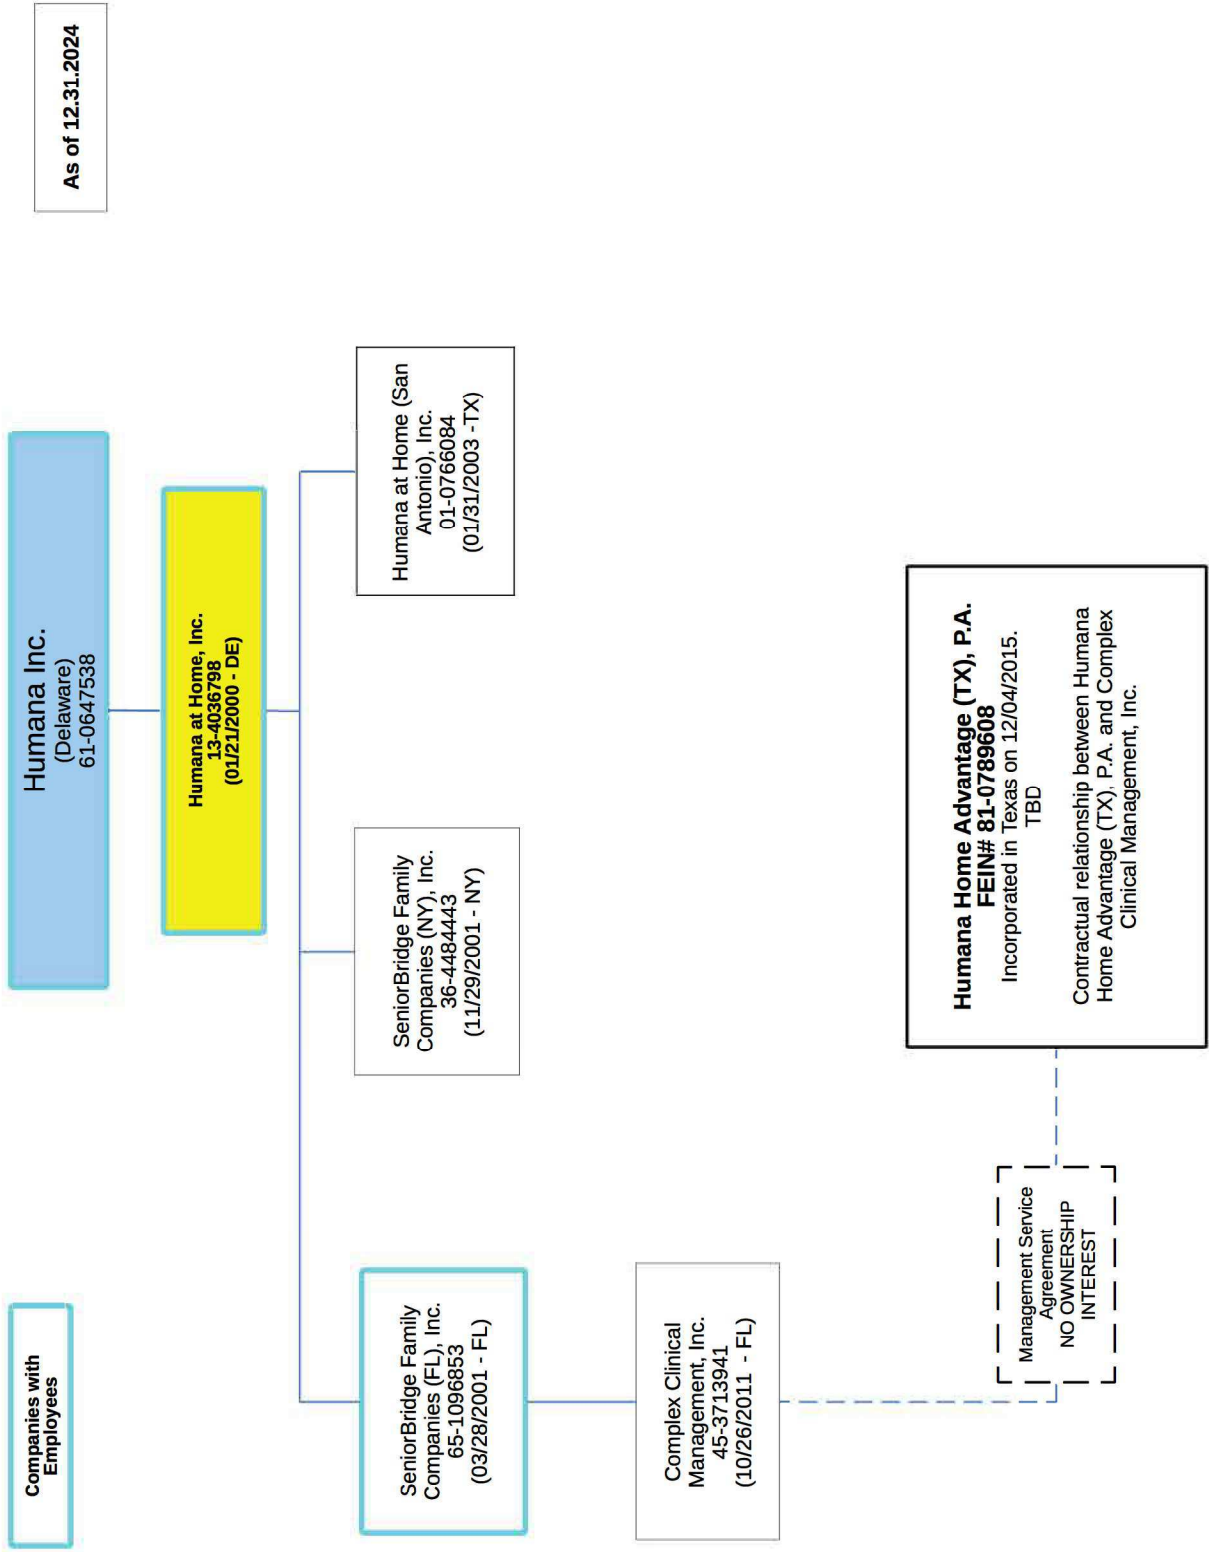 Companies with
Employees
As of 12.31.2024
Humana Inc.
(Delaware)
61-0647538
Humana at Home, Inc.
13-4036798
(01/21/2000 - DE)
SeniorBridge Family
Companies (FL), Inc.
65-1096853
(03/28/2001 - FL)
SeniorBridge Family
Companies (NY), Inc.
36-4484443
(11/29/2001 - NY)
Humana at Home (San
Antonio), Inc.
01-0766084
(01/31/2003 -TX)
Complex Clinical
Management, Inc.
45-3713941
(10/26/2011 - FL)
Management Service
Agreement
NO OWNERSHIP
INTEREST
Humana Home Advantage (TX), P.A.
FEIN# 81-0789608
Incorporated in Texas on 12/04/2015.
TBD
Contractual relationship between Humana
Home Advantage (TX), P.A. and Complex
Clinical Management, Inc.